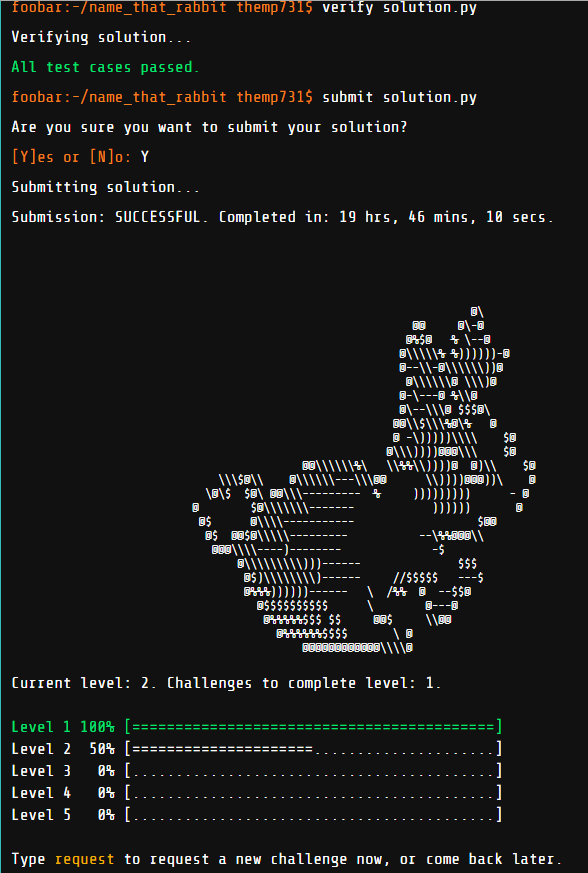 foobar:~/name_that_rabbit themp731$ verify solution.py
Verifying solution...
All test cases passed.
foobar:~/name_that_rabbit themp731$ submit solution.py
Are you sure you want to submit your solution?
[Y]es or [N]o: Y
Submitting solution...
Submission: SUCCESSFUL. Completed in: 19 hrs, 46 mins, 10 secs.
Current level: 2. Challenges to complete level: 1.
Level 1 100% [==========================================]
Level 2  50% [=====================.....................]
Level 3   0% [..........................................]
Level 4   0% [..........................................]
Level 5   0% [..........................................]
Type request to request a new challenge now, or come back later.